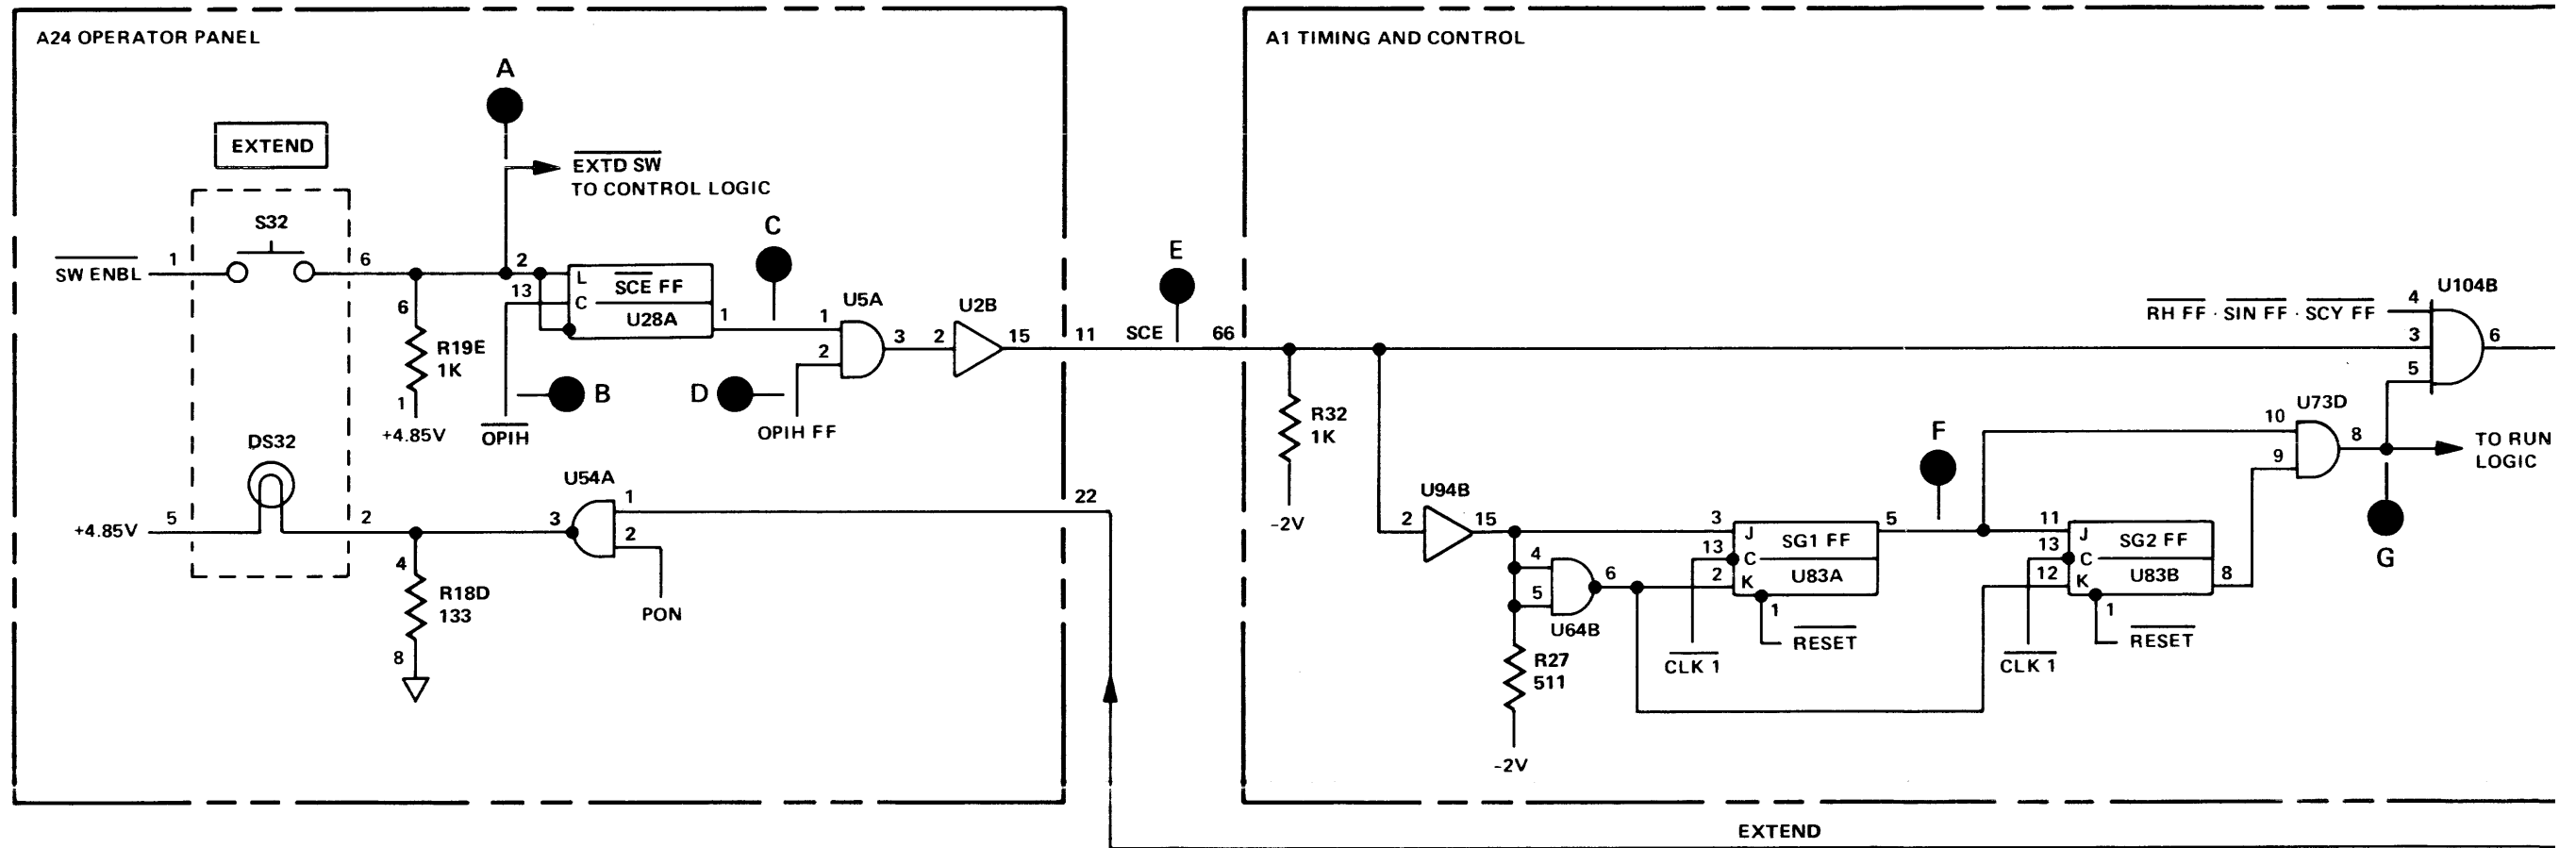 A24 OPERATOR PANEL
A1 TIMING AND CONTROL
A
EXTEND
EXTD SW
TO CONTROL LOGIC
S32
SW ENBL
1
6
2
13
L
C
SCE FF
U28A
1
C
U5A
1
2
3
U2B
2
15
11
SCE
66
E
6
R19E
1K
1
+4.85V
B
OPIH
D
OPIH FF
RH FF · SIN FF · SCY FF
4
3
5
U104B
6
R32
1K
-2V
U73D
10
9
8
TO RUN
LOGIC
F
G
DS32
+4.85V
5
2
3
U54A
1
2
22
PON
4
R18D
133
8
U94B
2
15
4
5
6
U64B
R27
511
-2V
3
13
2
J
C
K
SG1 FF
U83A
5
1
RESET
CLK 1
11
13
12
J
C
K
SG2 FF
U83B
8
1
RESET
CLK 1
EXTEND